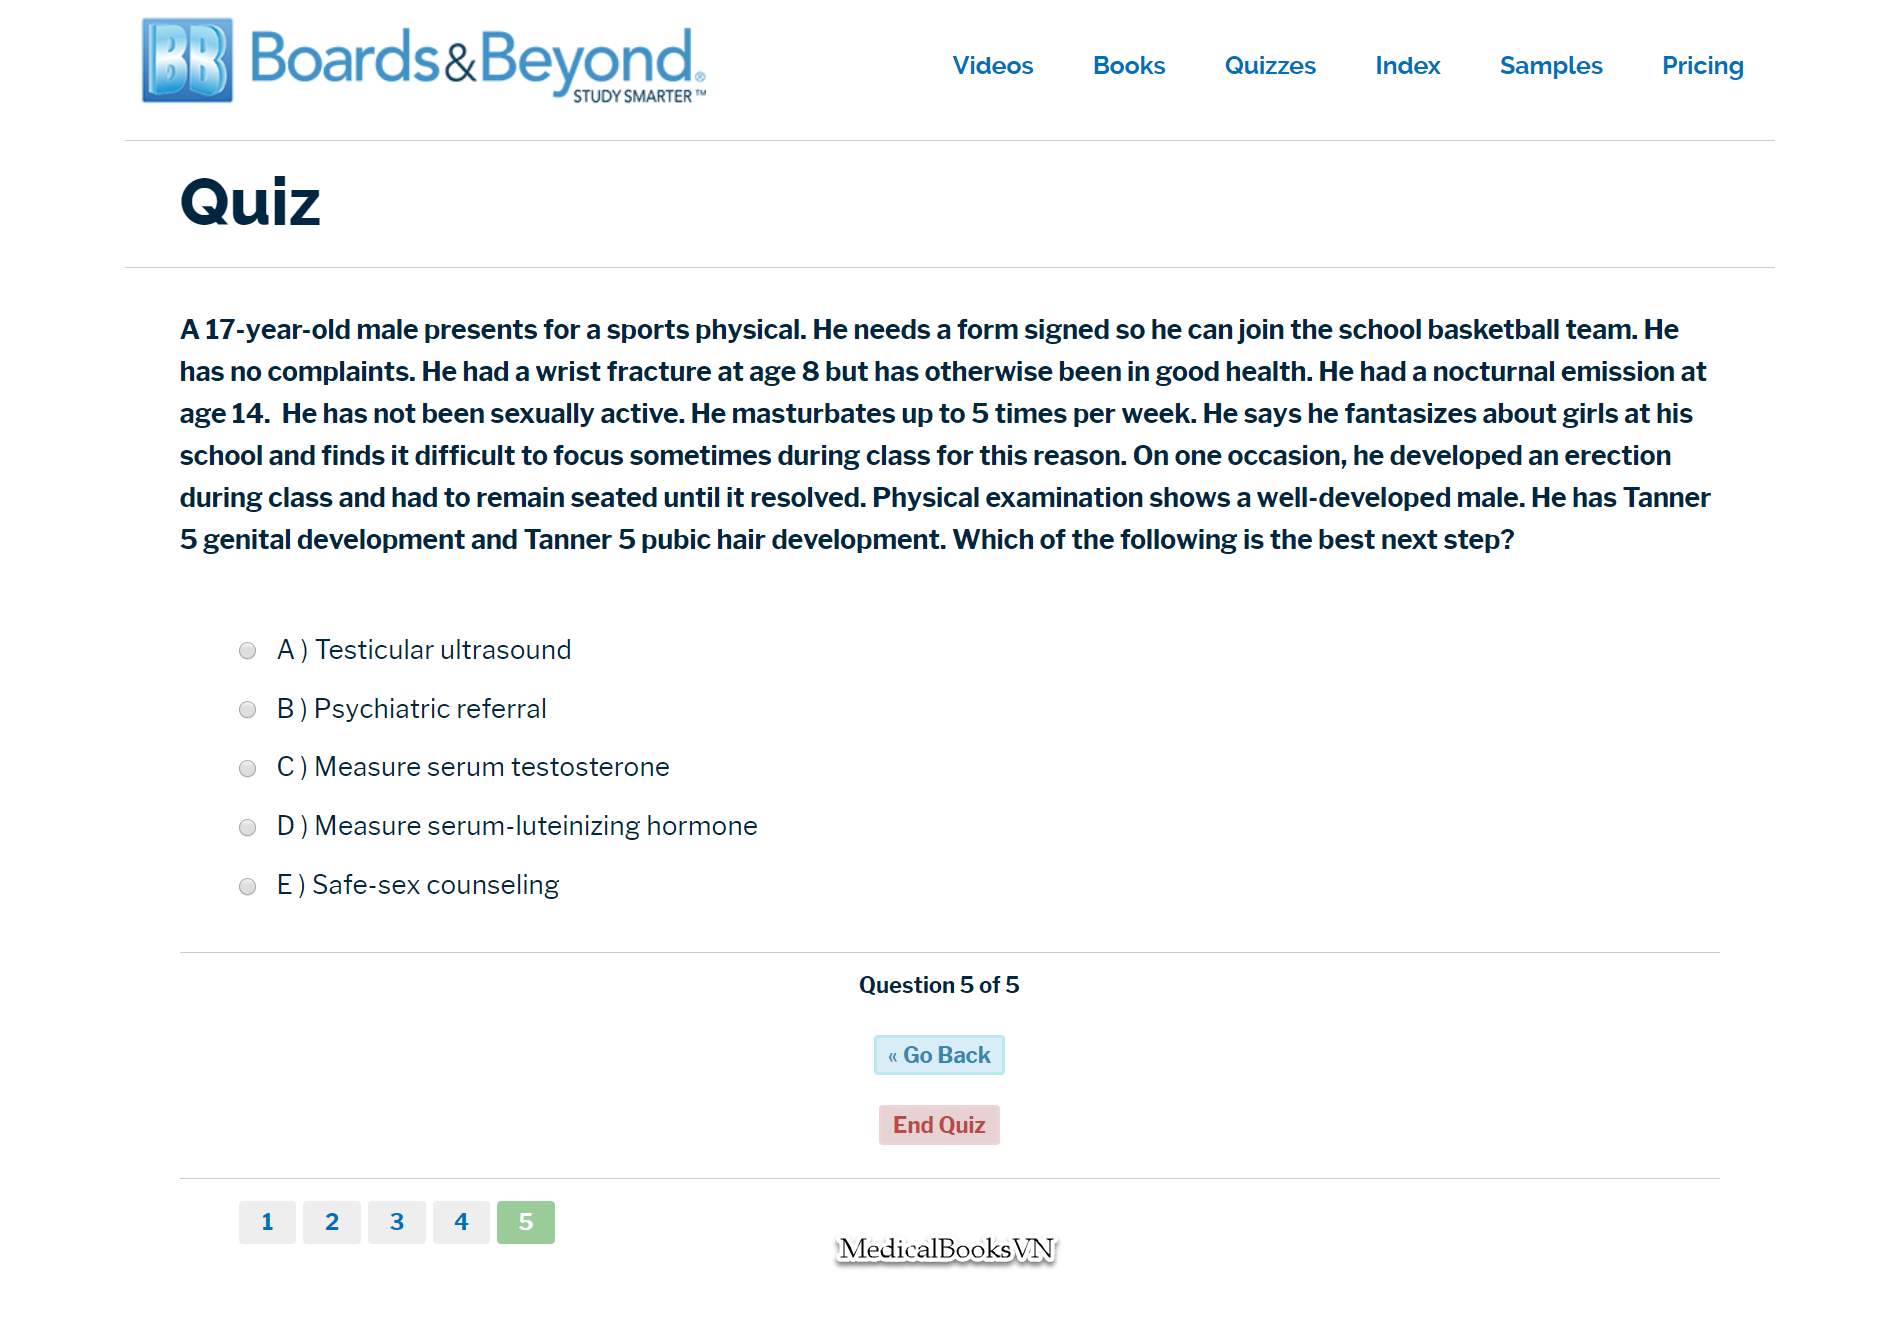 BB Boards&Beyond®
STUDY SMARTER™
Videos Books Quizzes Index Samples Pricing
Quiz
A 17-year-old male presents for a sports physical. He needs a form signed so he can join the school basketball team. He
has no complaints. He had a wrist fracture at age 8 but has otherwise been in good health. He had a nocturnal emission at
age 14.  He has not been sexually active. He masturbates up to 5 times per week. He says he fantasizes about girls at his
school and finds it difficult to focus sometimes during class for this reason. On one occasion, he developed an erection
during class and had to remain seated until it resolved. Physical examination shows a well-developed male. He has Tanner
5 genital development and Tanner 5 pubic hair development. Which of the following is the best next step?
A ) Testicular ultrasound
B ) Psychiatric referral
C ) Measure serum testosterone
D ) Measure serum-luteinizing hormone
E ) Safe-sex counseling
Question 5 of 5
« Go Back
End Quiz
1 2 3 4 5
MedicalBooksVN